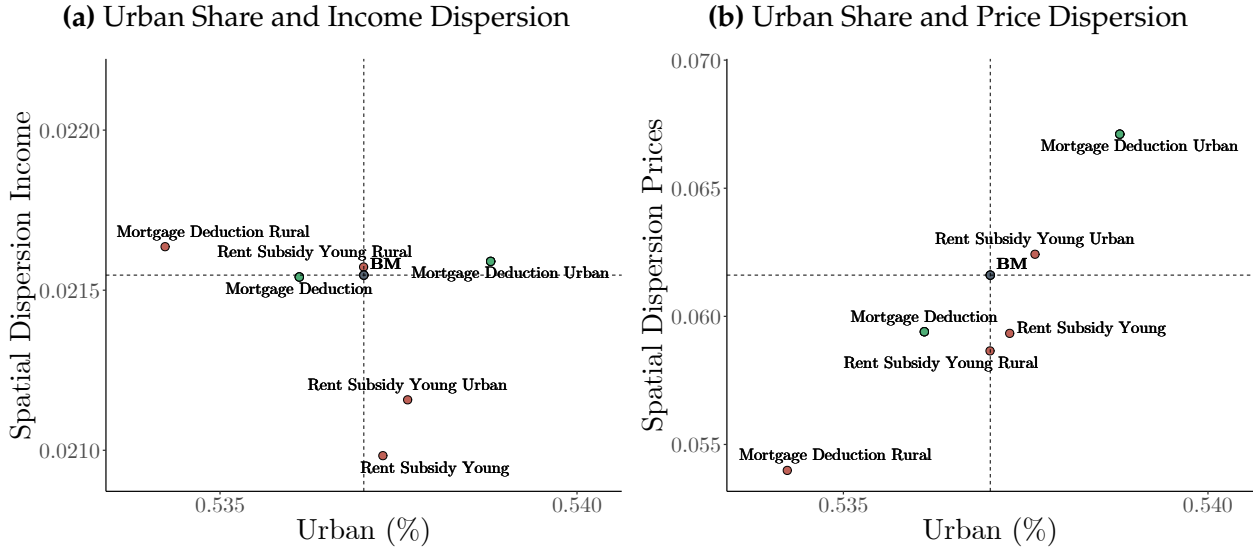 (a) Urban Share and Income Dispersion
Spatial Dispersion Income
0.0220
0.0215
0.0210
Mortgage Deduction Rural
Rent Subsidy Young Rural
BM
Mortgage Deduction Urban
Mortgage Deduction
Rent Subsidy Young Urban
Rent Subsidy Young
0.535
0.540
Urban (%)
(b) Urban Share and Price Dispersion
Spatial Dispersion Prices
0.070
0.065
0.060
0.055
Mortgage Deduction Urban
Rent Subsidy Young Urban
BM
Mortgage Deduction
Rent Subsidy Young
Rent Subsidy Young Rural
Mortgage Deduction Rural
0.535
0.540
Urban (%)